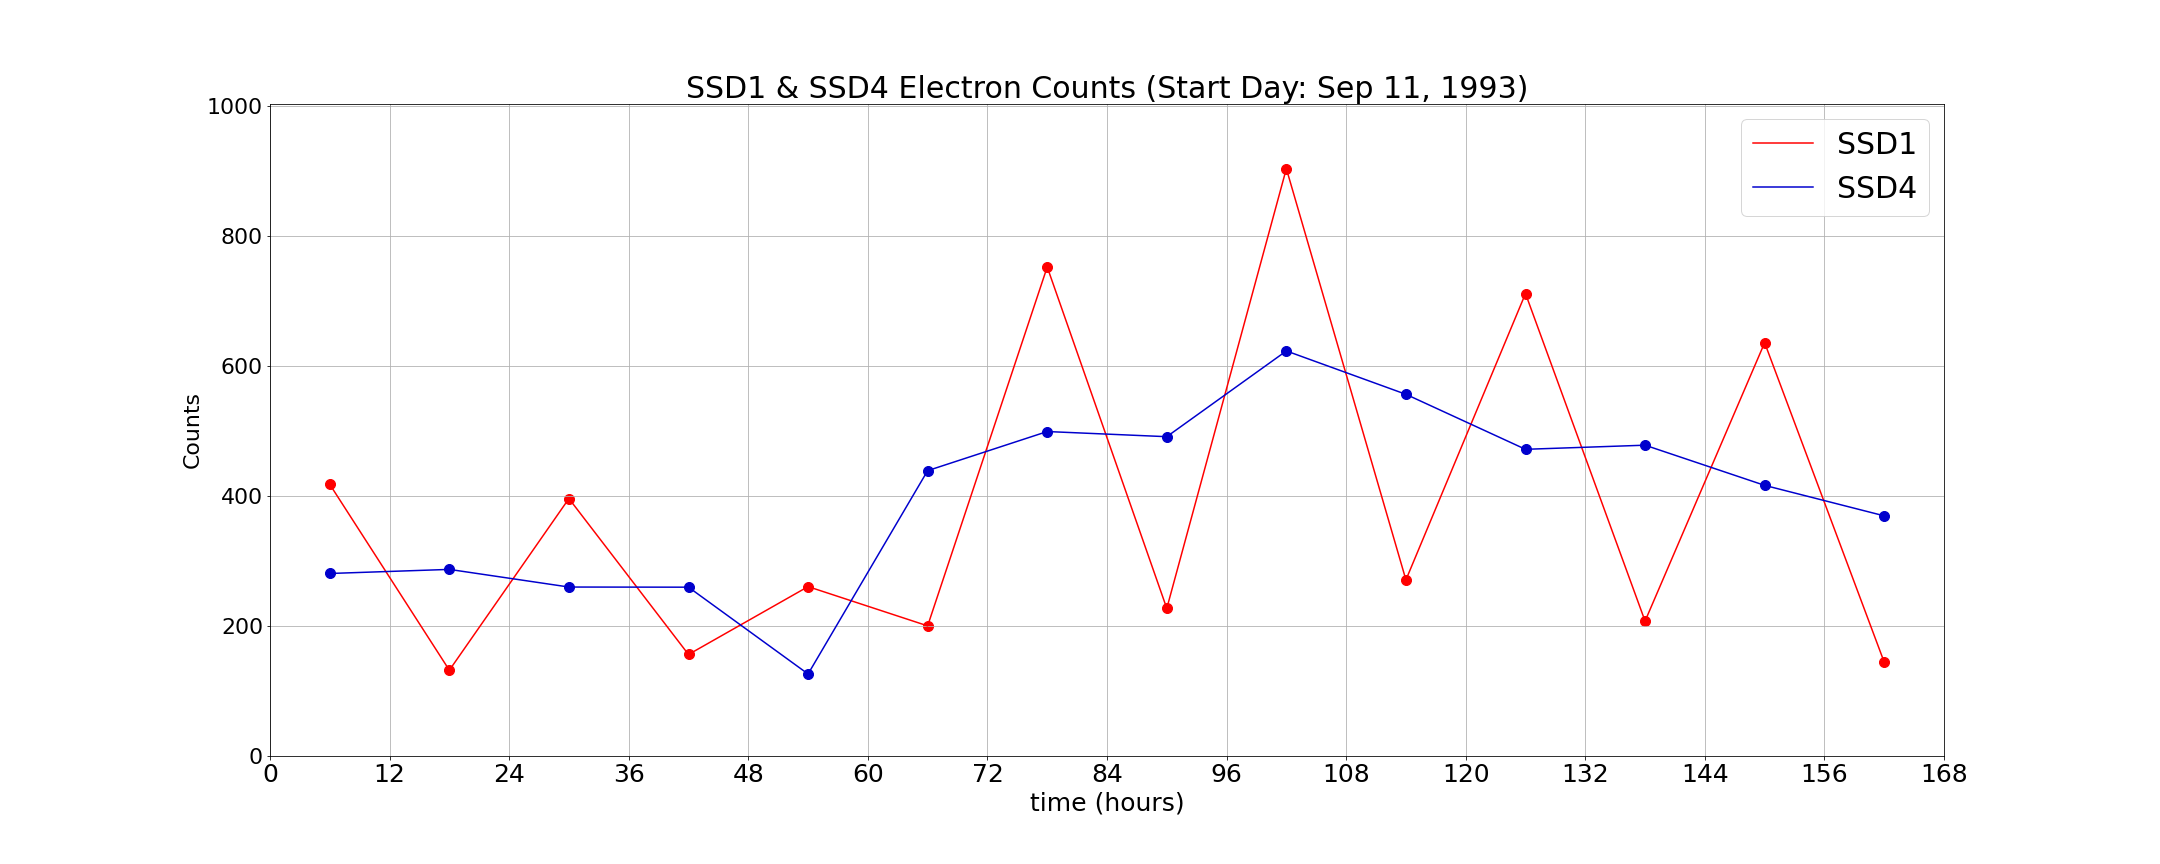 SSD1 & SSD4 Electron Counts (Start Day: Sep 11, 1993)
1000
800
600
400
200
0
Counts
SSD1
SSD4
0 12 24 36 48 60 72 84 96 108 120 132 144 156 168
time (hours)